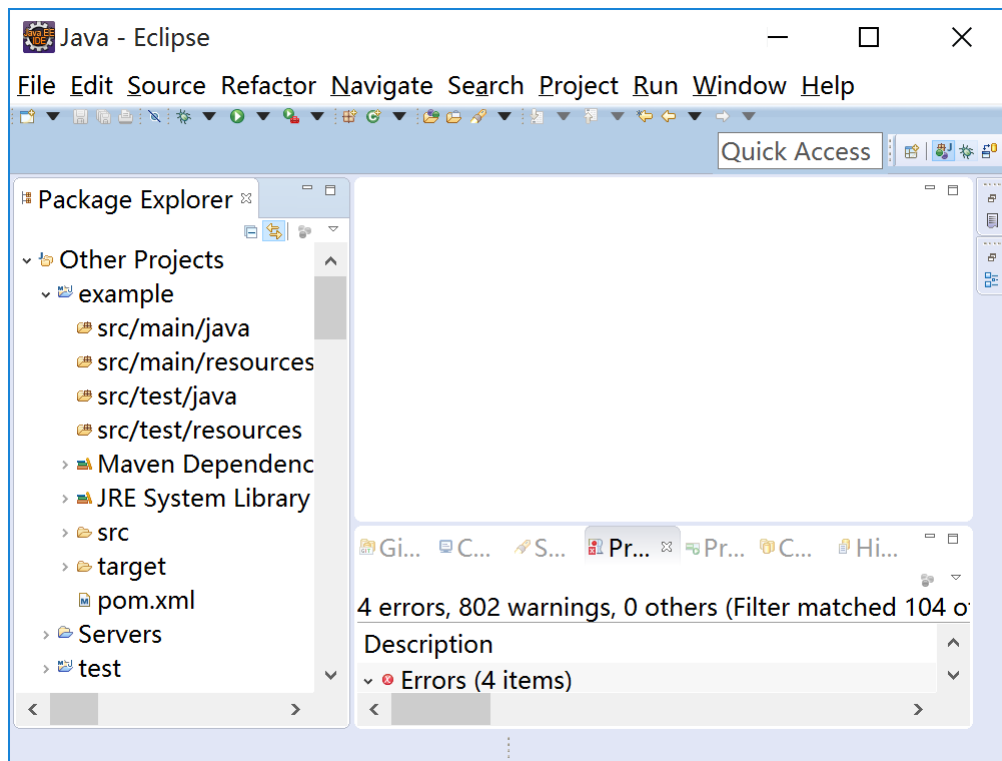 Java - Eclipse
File Edit Source Refactor Navigate Search Project Run Window Help
Quick Access
Package Explorer
Other Projects
example
src/main/java
src/main/resources
src/test/java
src/test/resources
Maven Dependenc
JRE System Library
src
target
pom.xml
Servers
test
Gi... C... S... Pr... Pr... C... Hi...
4 errors, 802 warnings, 0 others (Filter matched 104 o
Description
Errors (4 items)